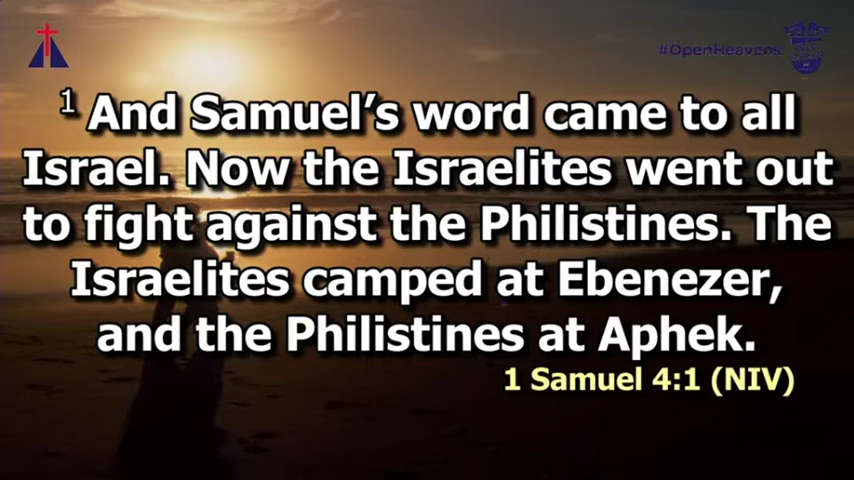 #OpenHeavens
1 And Samuel's word came to all
Israel. Now the Israelites went out
to fight against the Philistines. The
Israelites camped at Ebenezer,
and the Philistines at Aphek.
1 Samuel 4:1 (NIV)